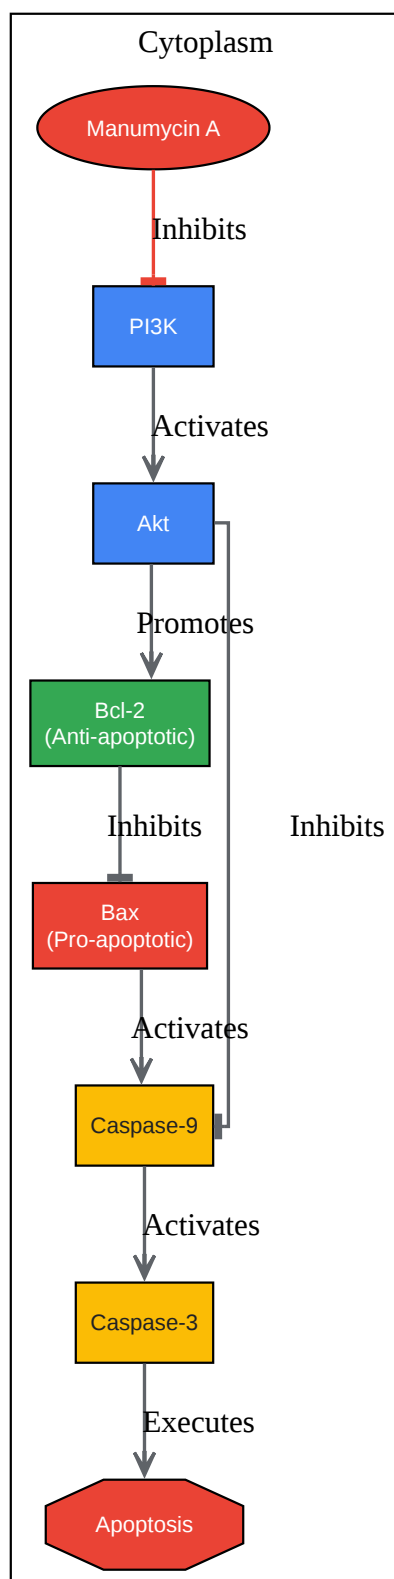 Cytoplasm
Manumycin A
Inhibits
PI3K
Activates
Akt
Promotes
Bcl-2
(Anti-apoptotic)
Inhibits
Inhibits
Bax
(Pro-apoptotic)
Activates
Caspase-9
Activates
Caspase-3
Executes
Apoptosis